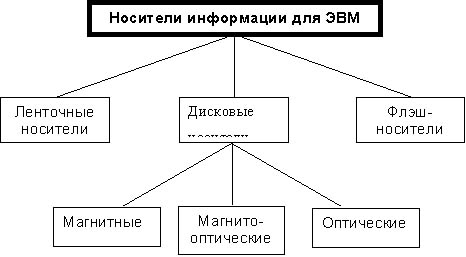 Носители информации для ЭВМ
Ленточные
носители
Дисковые
Флэш-
носители
Магнитные
Магнито-
оптические
Оптические